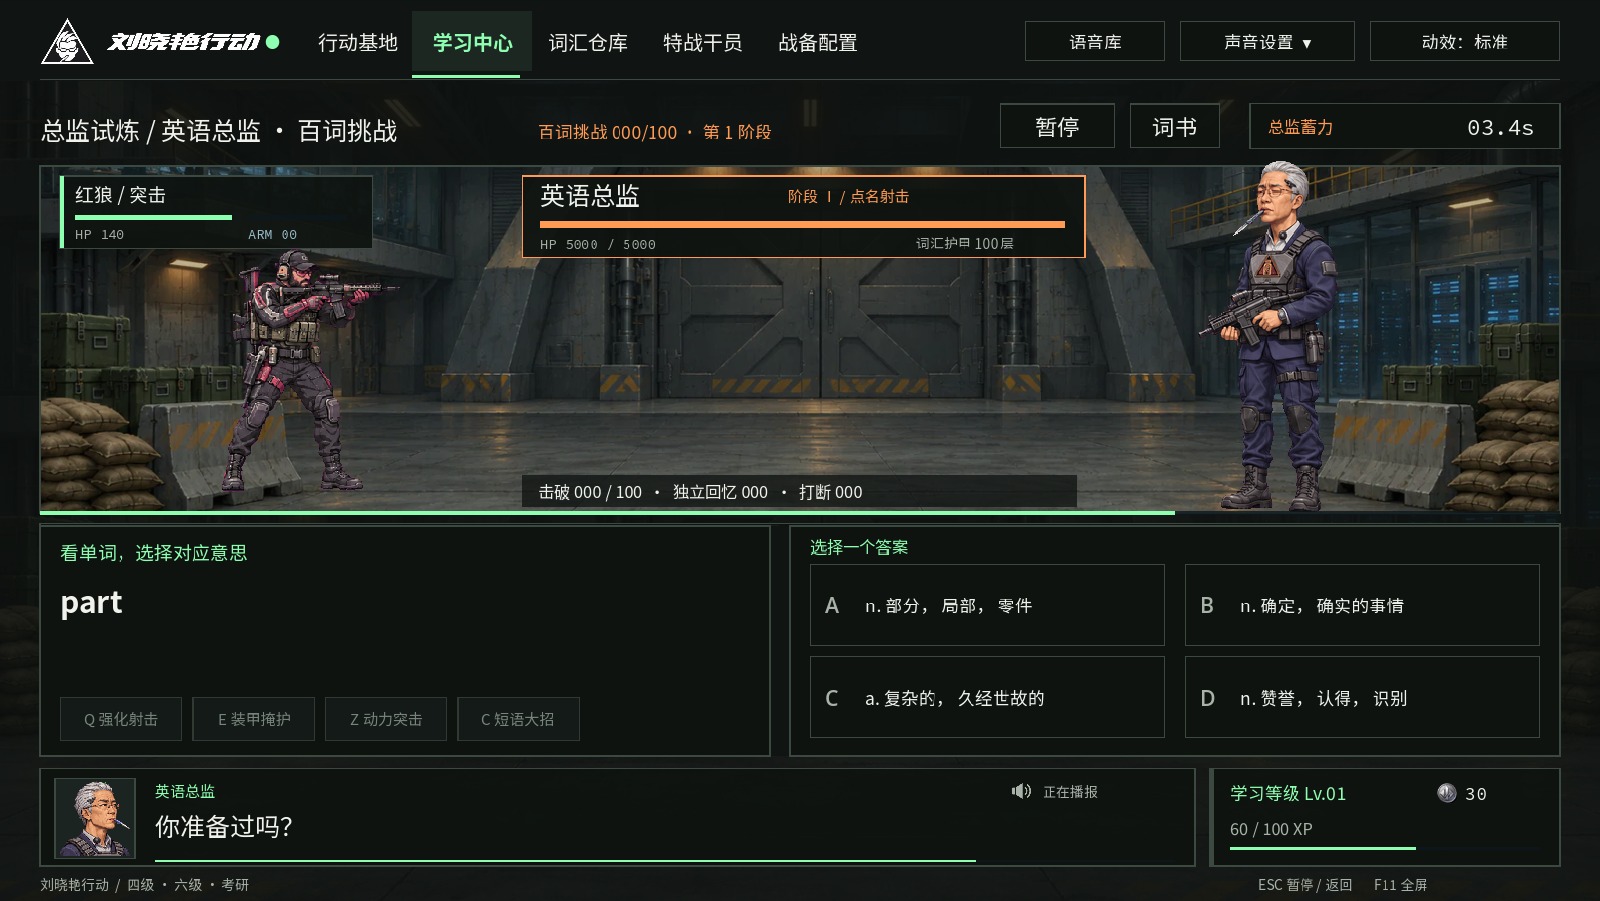 刘晓艳行动
行动基地
学习中心
词汇仓库
特战干员
战备配置
语音库
声音设置 ▼
动效：标准
总监试炼 / 英语总监 · 百词挑战
百词挑战 000/100 · 第 1 阶段
暂停
词书
总监蓄力
03.4s
红狼 / 突击
HP 140
ARM 00
英语总监
阶段 I / 点名射击
HP 5000 / 5000
词汇护甲 100层
击破 000 / 100 · 独立回忆 000 · 打断 000
看单词，选择对应意思
part
Q 强化射击
E 装甲掩护
Z 动力突击
C 短语大招
选择一个答案
A n. 部分， 局部， 零件
B n. 确定， 确实的事情
C a. 复杂的， 久经世故的
D n. 赞誉， 认得， 识别
英语总监
正在播报
你准备过吗？
学习等级 Lv.01
30
60 / 100 XP
刘晓艳行动 / 四级 · 六级 · 考研
ESC 暂停 / 返回
F11 全屏